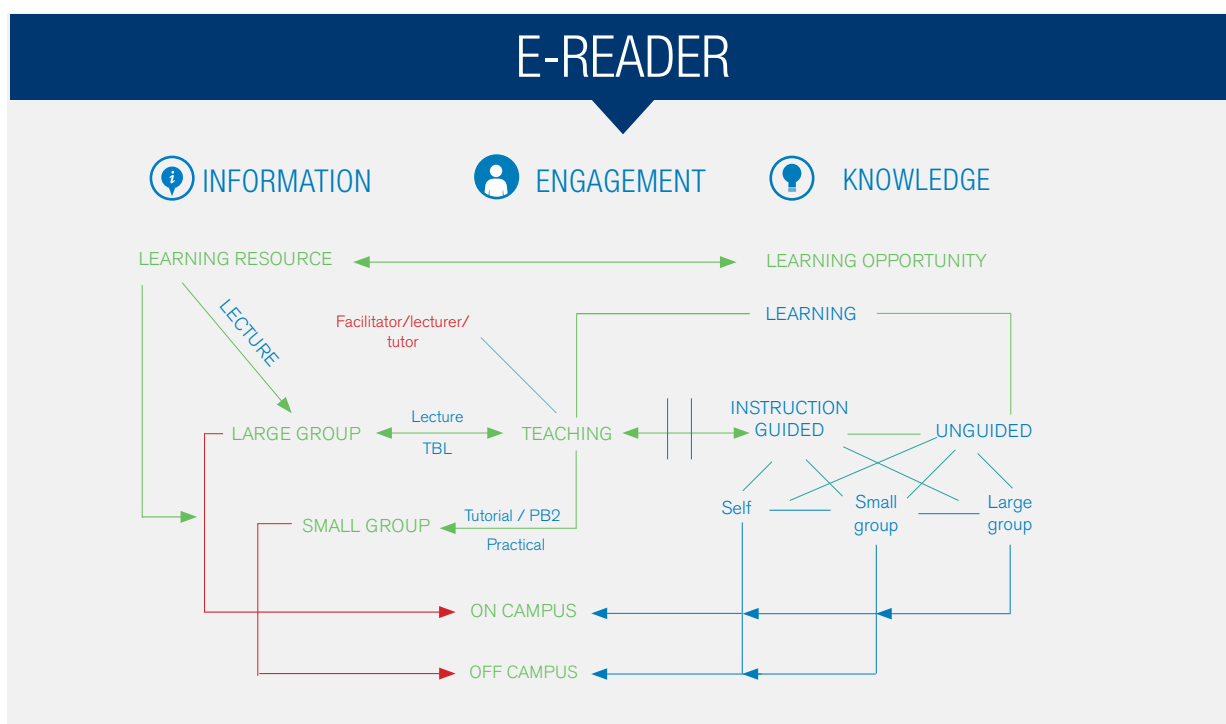 E-READER
INFORMATION
ENGAGEMENT
KNOWLEDGE
LEARNING RESOURCE
LEARNING OPPORTUNITY
LECTURE
Facilitator/lecturer/
tutor
LEARNING
LARGE GROUP
Lecture
TBL
TEACHING
INSTRUCTION
GUIDED
UNGUIDED
SMALL GROUP
Tutorial / PB2
Practical
Self
Small
group
Large
group
ON CAMPUS
OFF CAMPUS